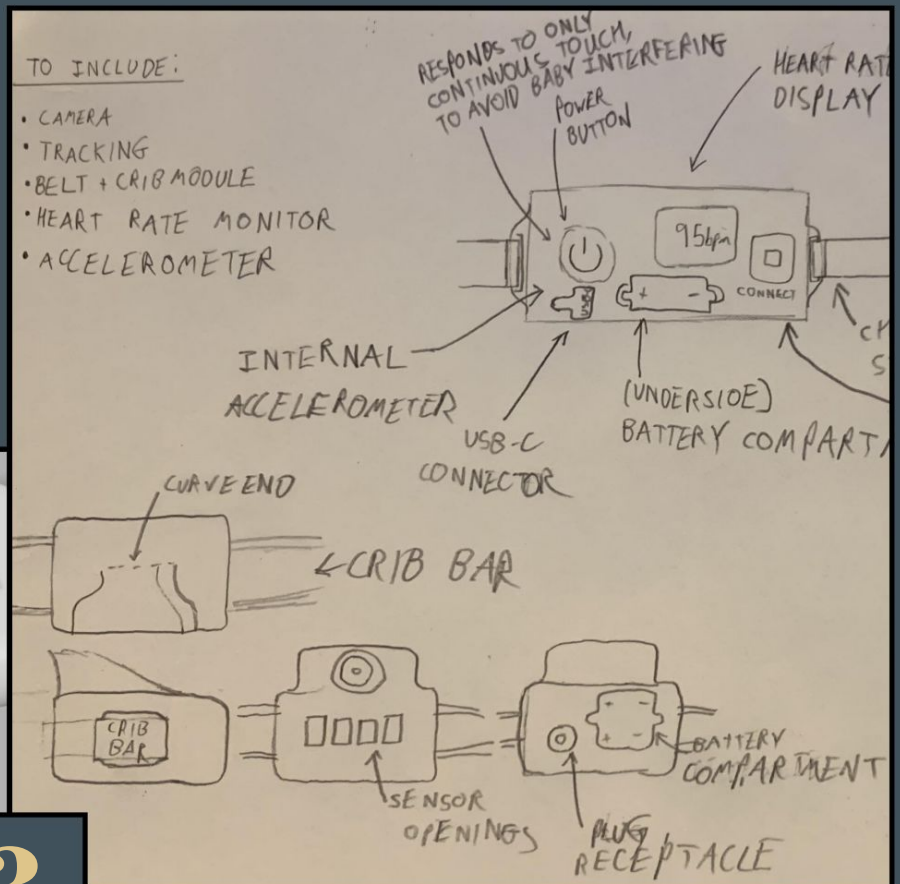 TO INCLUDE:
• CAMERA
• TRACKING
• BELT + CRIB MODULE
• HEART RATE MONITOR
• ACCELEROMETER
RESPONDS TO ONLY
CONTINUOUS TOUCH,
TO AVOID BABY INTERFERING
POWER
BUTTON
HEART RAT
DISPLAY
95bpm
CONNECT
+ -
INTERNAL
ACCELEROMETER
USB-C
CONNECTOR
(UNDERSIDE)
BATTERY COMPART
CURVE END
CRIB BAR
CRIB
BAR
SENSOR
OPENINGS
- -
+ -
BATTERY
COMPARTMENT
PLUG
RECEPTACLE